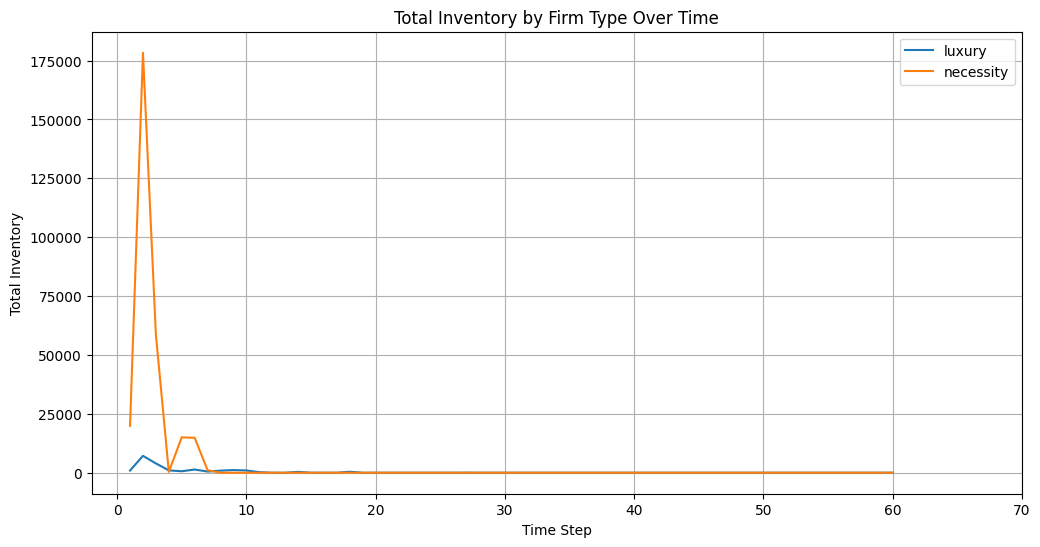 Total Inventory by Firm Type Over Time
luxury
necessity
175000
150000
125000
100000
75000
50000
25000
0
Total Inventory
0 10 20 30 40 50 60 70
Time Step